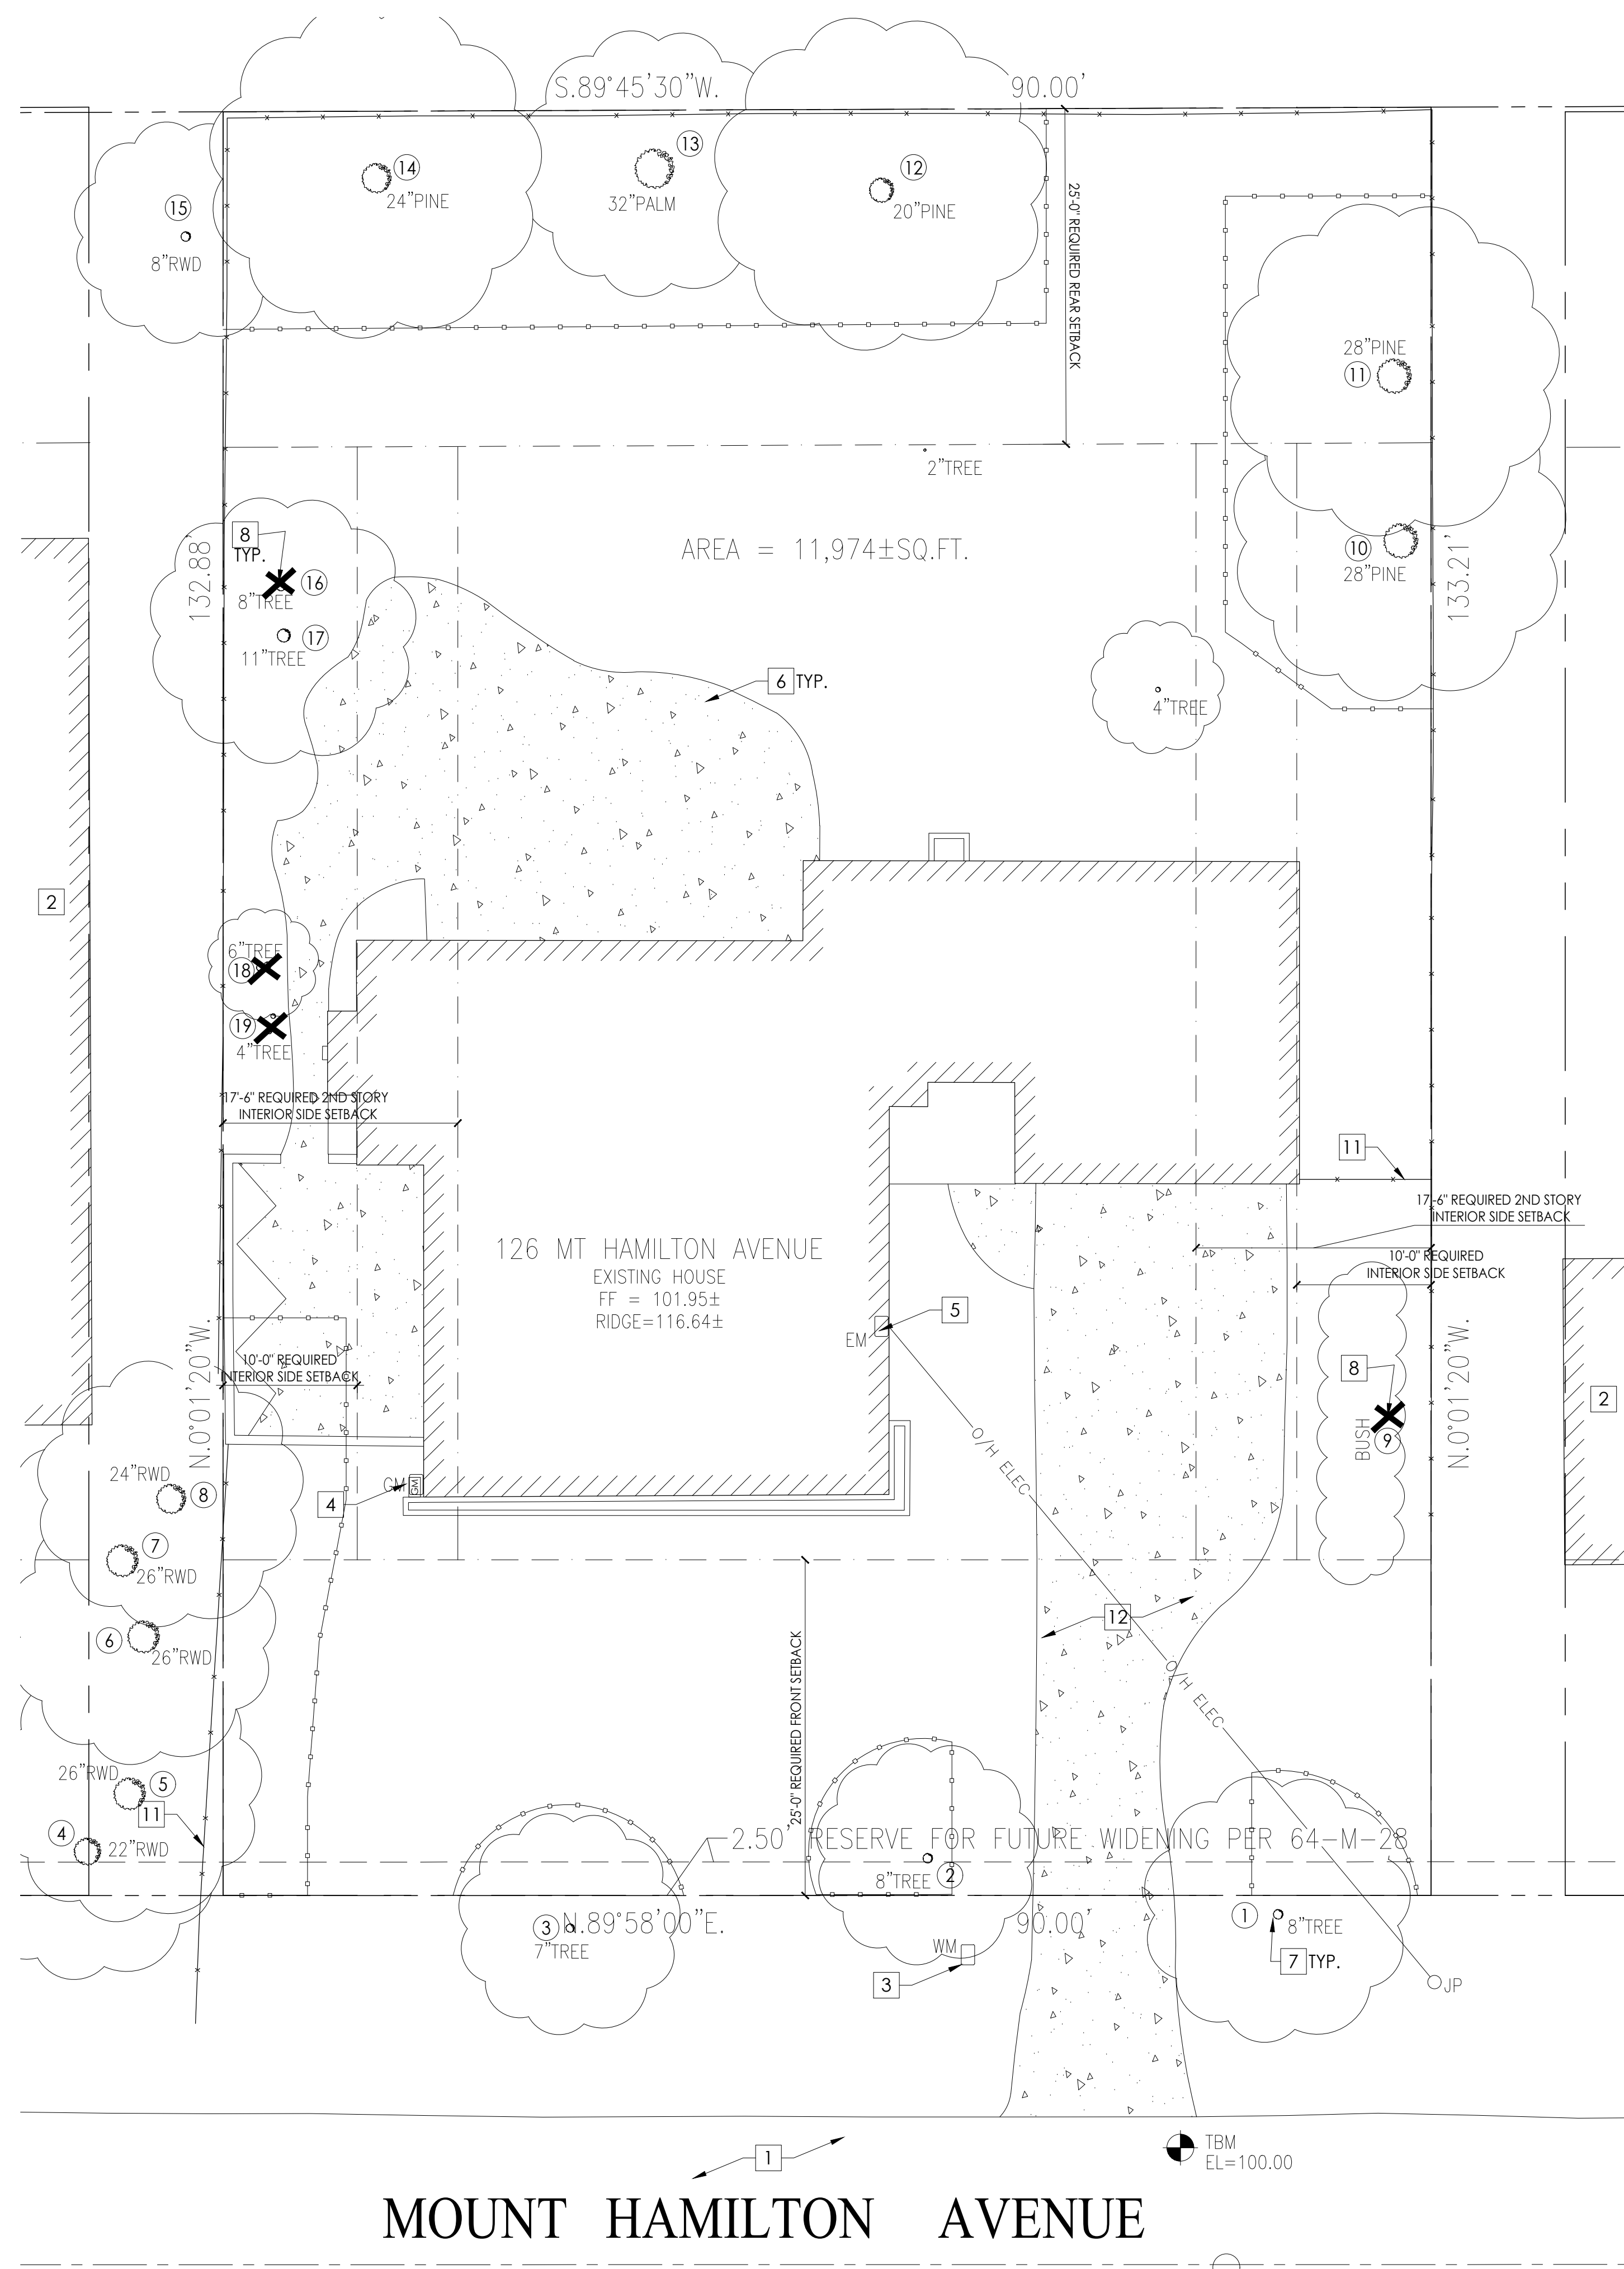 S.89°45'30"W.
90.00'
13
14
24"PINE
32"PALM
12
20"PINE
15
8"RWD
25'-0" REQUIRED REAR SETBACK
28"PINE
11
2"TREE
8
TYP.
132.88'
16
8"TREE
17
11"TREE
AREA = 11,974±SQ.FT.
10
28"PINE
133.21'
6 TYP.
4"TREE
2
6"TREE
18
19
4"TREE
17'-6" REQUIRED 2ND STORY
INTERIOR SIDE SETBACK
11
17'-6" REQUIRED 2ND STORY
INTERIOR SIDE SETBACK
10'-0" REQUIRED
INTERIOR SIDE SETBACK
126 MT HAMILTON AVENUE
EXISTING HOUSE
FF = 101.95±
RIDGE=116.64±
5
EM
10'-0" REQUIRED
INTERIOR SIDE SETBACK
N.0°01'20"W.
8
BUSH
9
N.0°01'20"W.
2
O/H ELEC
24"RWD
8
GM
GM
4
7
26"RWD
6
26"RWD
12
O/H ELEC
25'-0" REQUIRED FRONT SETBACK
26"RWD
5
11
4
22"RWD
2.50' RESERVE FOR FUTURE WIDENING PER 64-M-28
8"TREE
2
3
N.89°58'00"E.
7"TREE
90.00'
1
8"TREE
WM
3
7 TYP.
JP
1
TBM
EL=100.00
MOUNT HAMILTON AVENUE